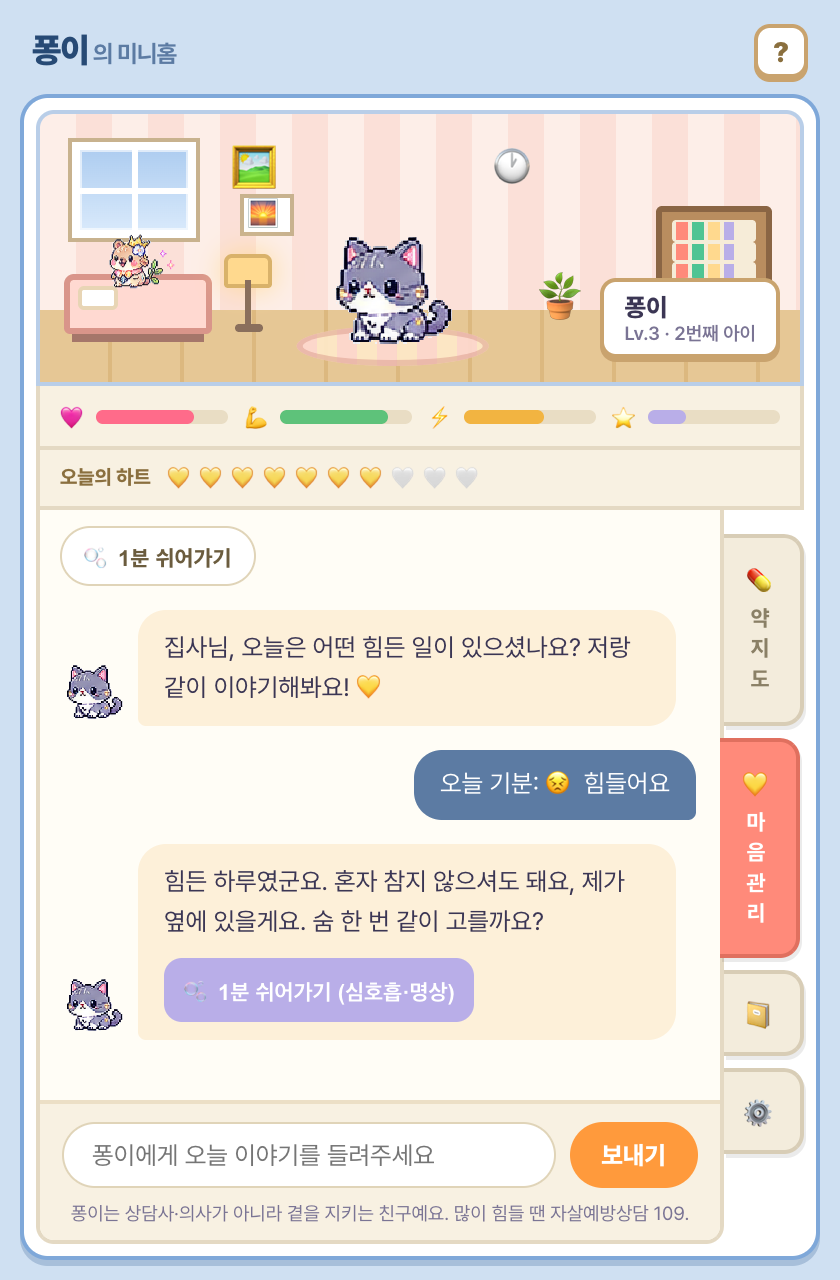 퐁이의 미니홈
?
퐁이
Lv.3 · 2번째 아이
오늘의 하트
1분 쉬어가기
집사님, 오늘은 어떤 힘든 일이 있으셨나요? 저랑
같이 이야기해봐요! 💛
오늘 기분: 😣 힘들어요
힘든 하루였군요. 혼자 참지 않으셔도 돼요, 제가
옆에 있을게요. 숨 한 번 같이 고를까요?
1분 쉬어가기 (심호흡·명상)
약지도
마음관리
퐁이에게 오늘 이야기를 들려주세요
보내기
퐁이는 상담사·의사가 아니라 곁을 지키는 친구예요. 많이 힘들 땐 자살예방상담 109.